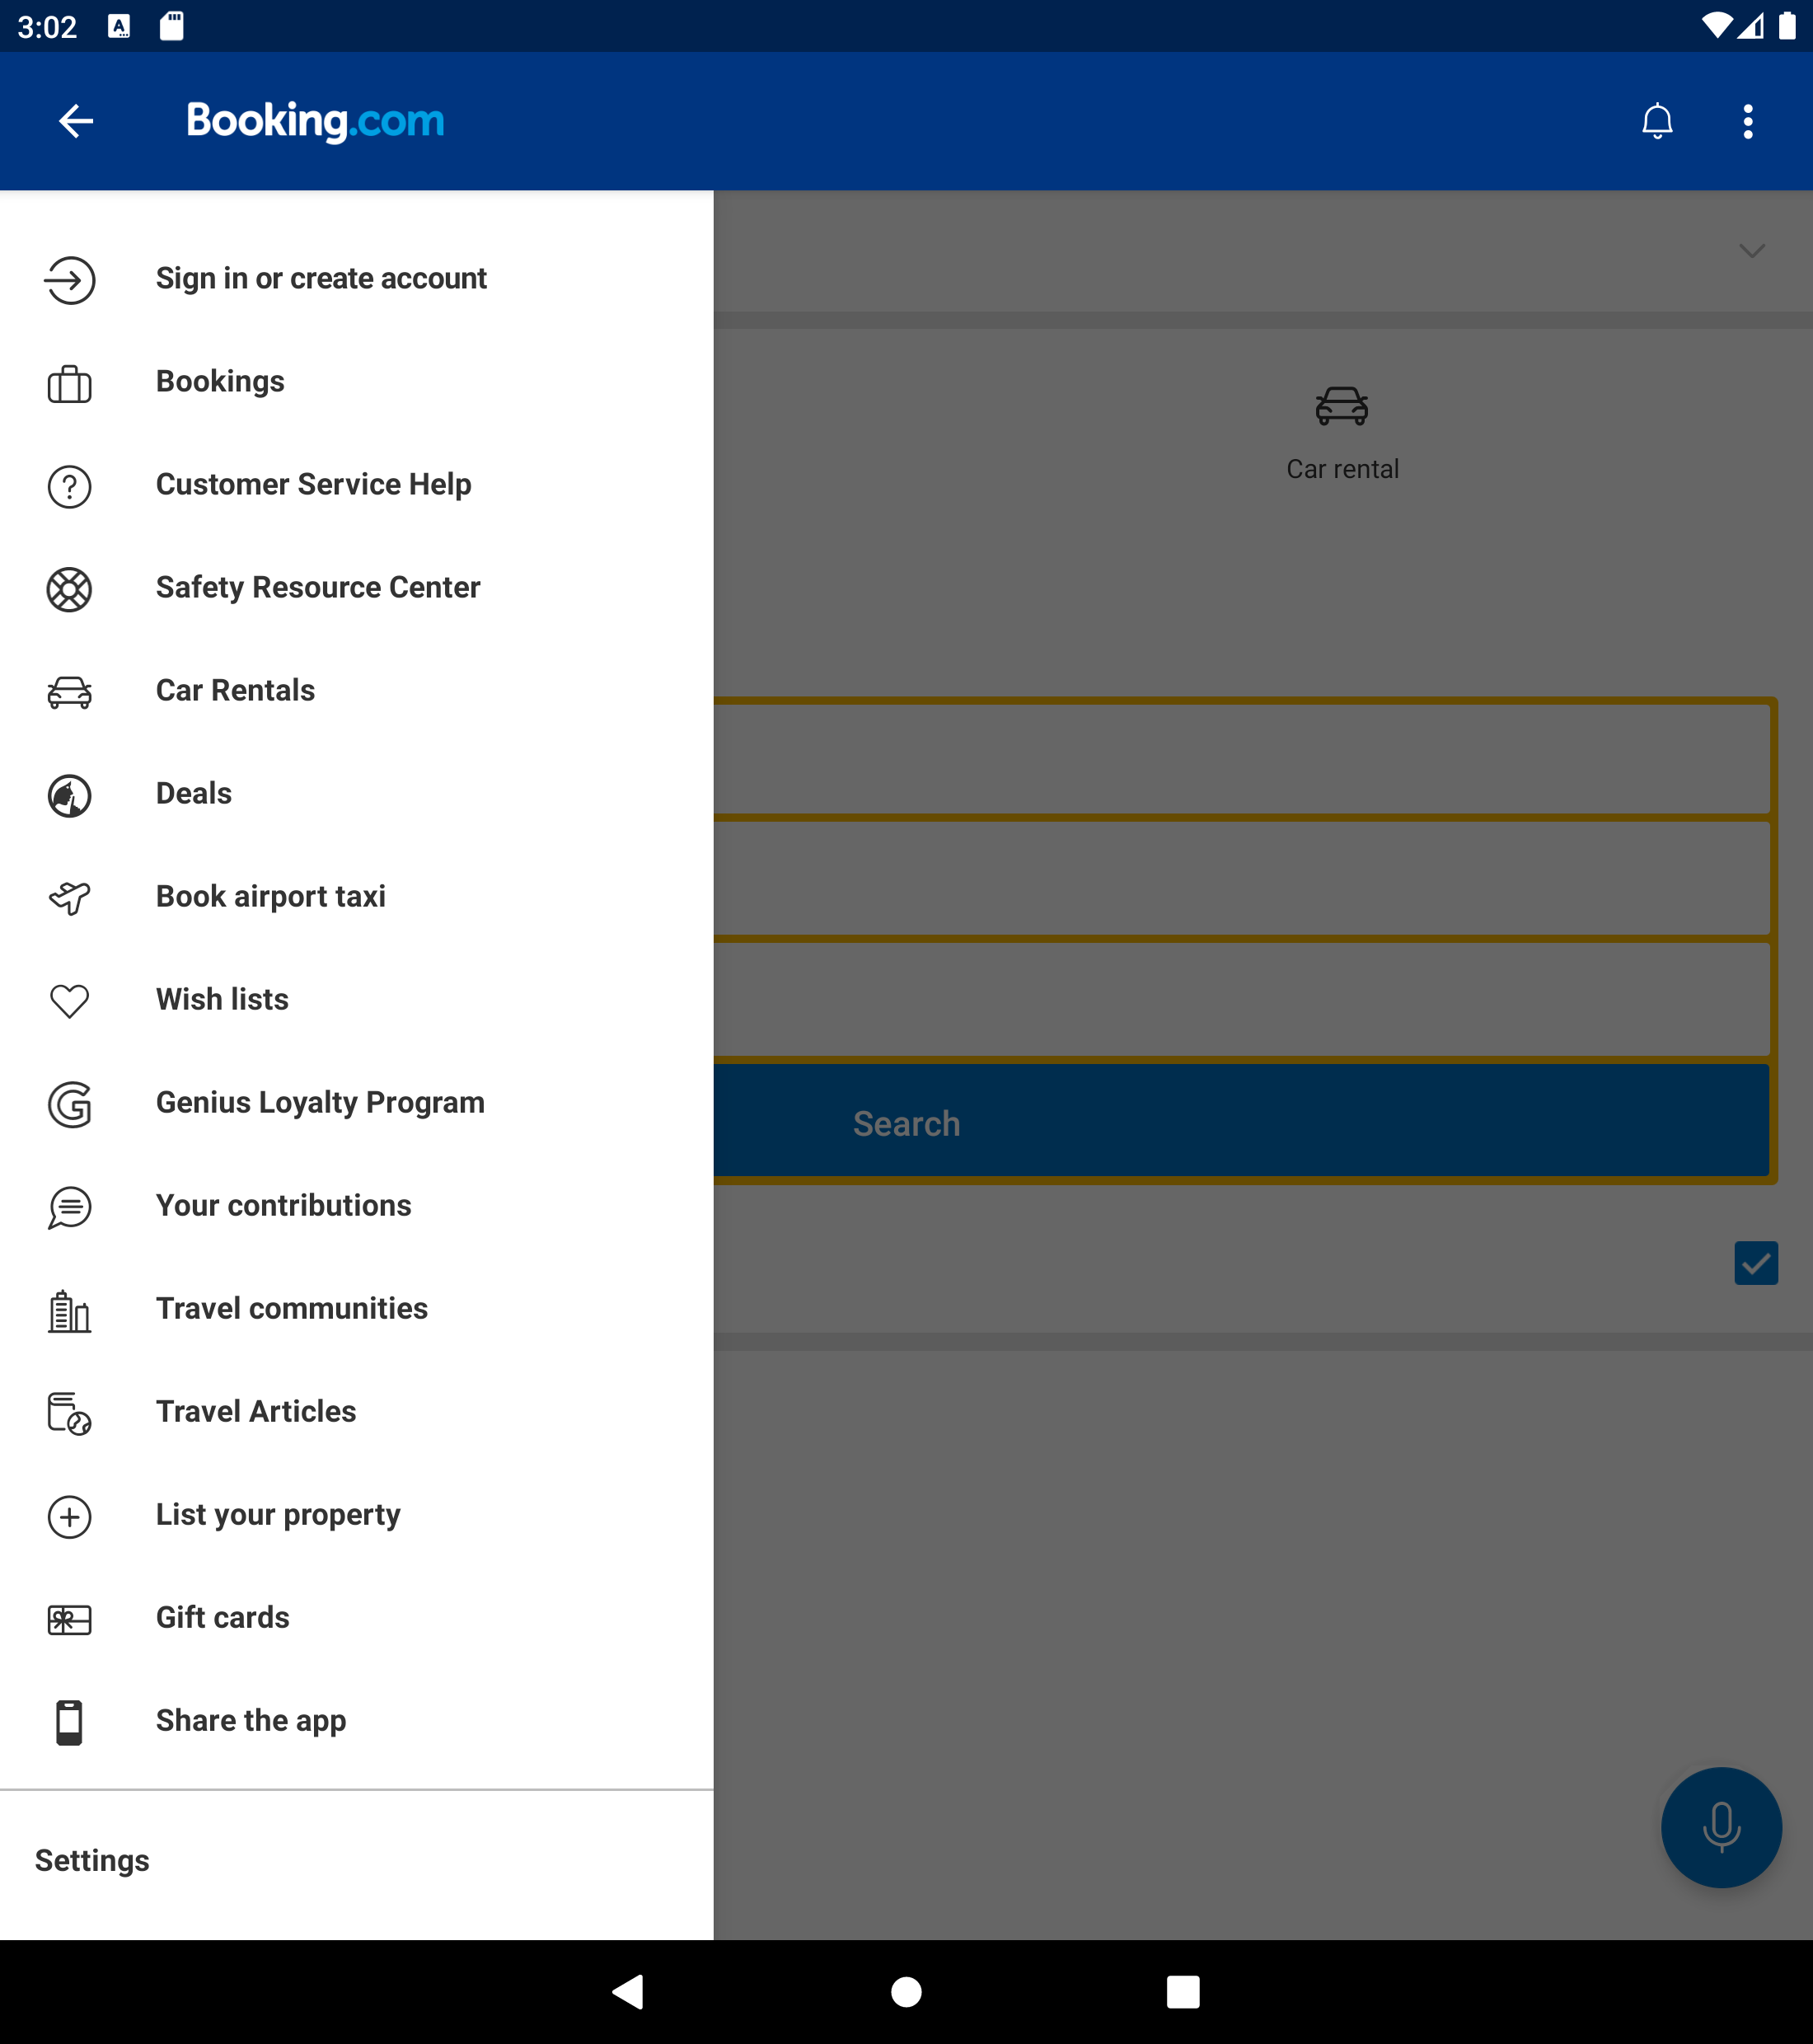 3:02
Booking.com
Sign in or create account
Bookings
Customer Service Help
Safety Resource Center
Car Rentals
Deals
Book airport taxi
Wish lists
Genius Loyalty Program
Your contributions
Travel communities
Travel Articles
List your property
Gift cards
Share the app
Settings
Car rental
Search